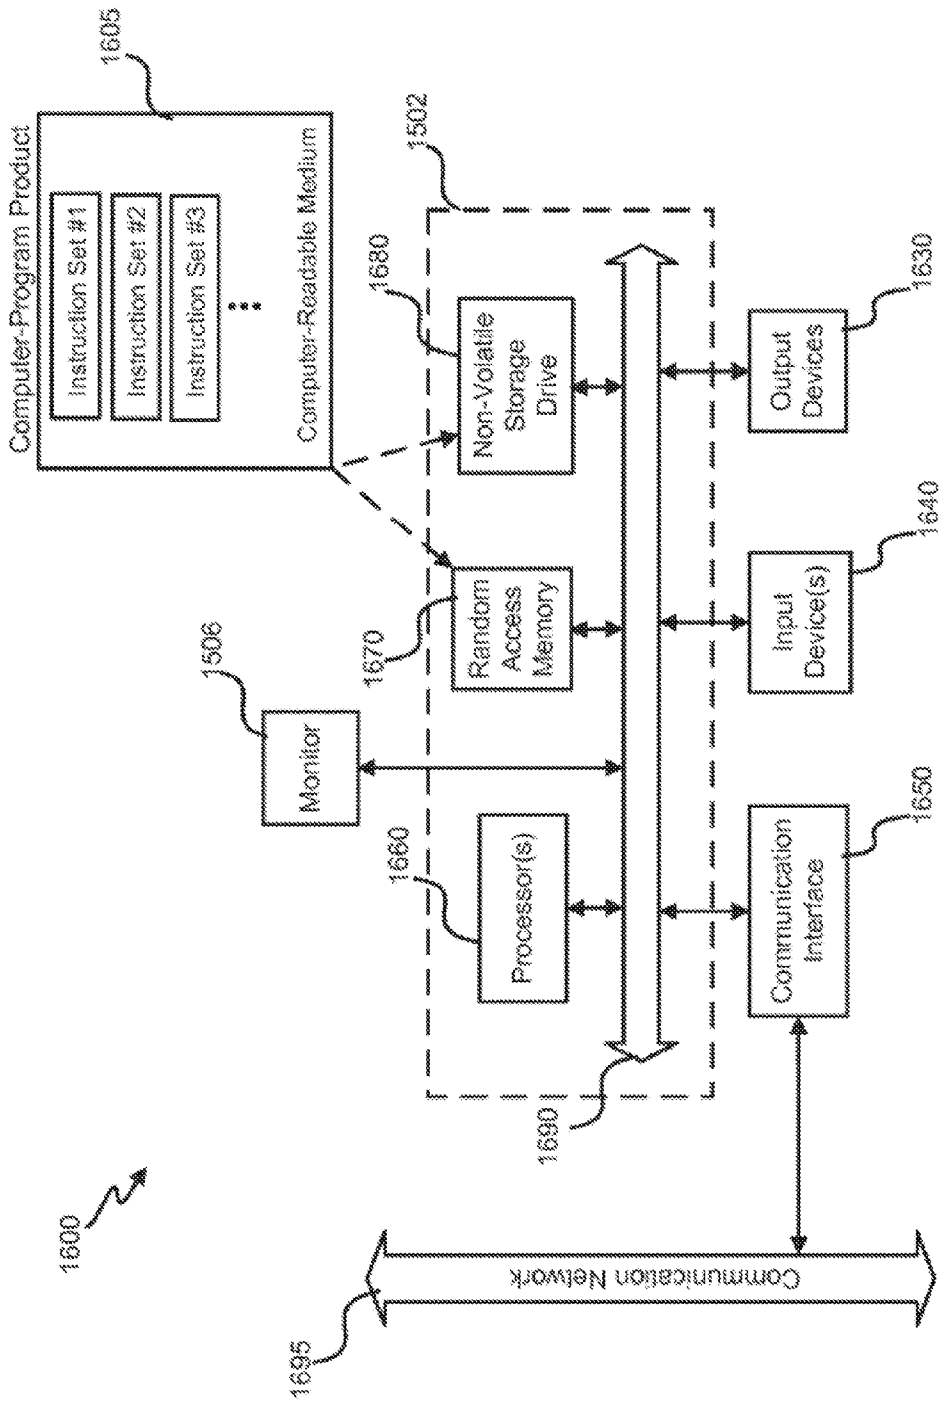 1600
1695
Communication Network
Computer-Program Product
1605
Instruction Set #1
Instruction Set #2
Instruction Set #3
...
Computer-Readable Medium
1506
Monitor
1502
1660
Processor(s)
1670
Random
Access
Memory
1680
Non-Volatile
Storage
Drive
1690
1650
Communication
Interface
1640
Input
Device(s)
1630
Output
Devices